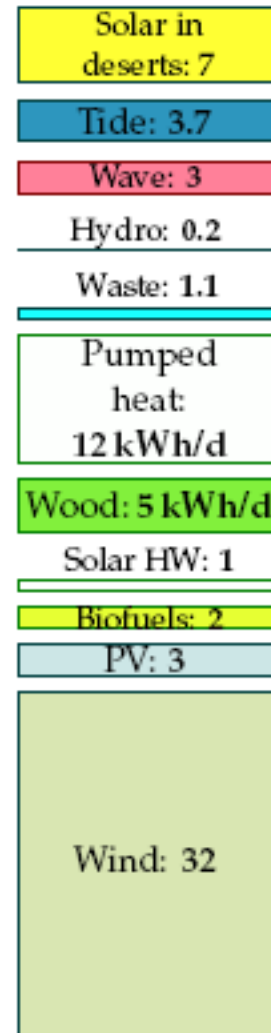 Solar in
deserts: 7
Tide: 3.7
Wave: 3
Hydro: 0.2
Waste: 1.1
Pumped
heat:
12 kWh/d
Wood: 5 kWh/d
Solar HW: 1
Biofuels: 2
PV: 3
Wind: 32